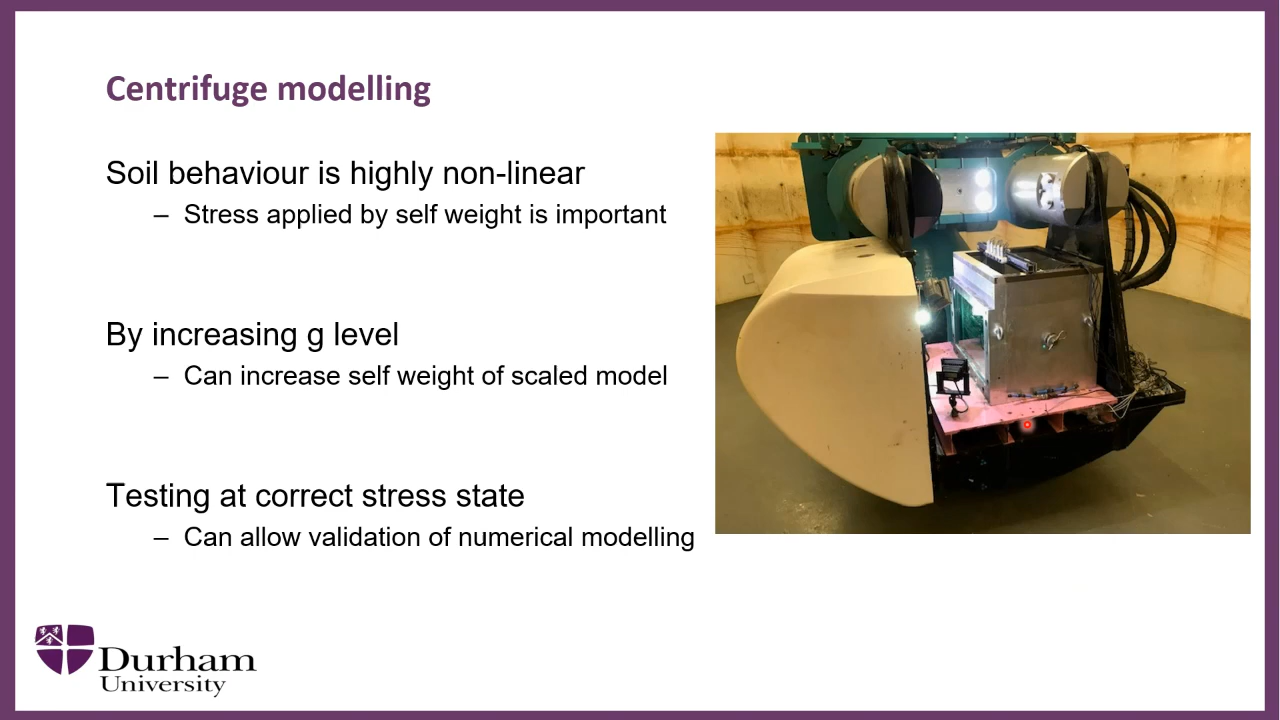 Centrifuge modelling
Soil behaviour is highly non-linear
– Stress applied by self weight is important
By increasing g level
– Can increase self weight of scaled model
Testing at correct stress state
– Can allow validation of numerical modelling
Durham
University